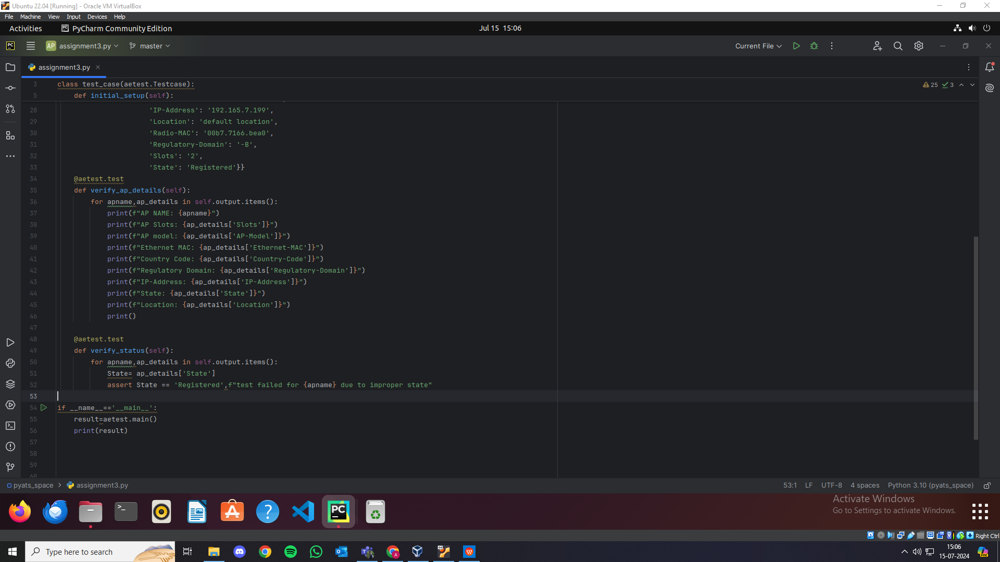 Ubuntu 22.04 [Running] - Oracle VM VirtualBox
File Machine View Input Devices Help
Activities PyCharm Community Edition Jul 15 15:06
PC AP assignment3.py master Current File
assignment3.py
3 class test_case(aetest.Testcase): 25 3
5 def initial_setup(self):
28 'IP-Address': '192.165.7.199',
29 'Location': 'default location',
30 'Radio-MAC': '00b7.7166.bea0',
31 'Regulatory-Domain': '-B',
32 'Slots': '2',
33 'State': 'Registered'}}
34 @aetest.test
35 def verify_ap_details(self):
36 for apname,ap_details in self.output.items():
37 print(f"AP NAME: {apname}")
38 print(f"AP Slots: {ap_details['Slots']}")
39 print(f"AP model: {ap_details['AP-Model']}")
40 print(f"Ethernet MAC: {ap_details['Ethernet-MAC']}")
41 print(f"Country Code: {ap_details['Country-Code']}")
42 print(f"Regulatory Domain: {ap_details['Regulatory-Domain']}")
43 print(f"IP-Address: {ap_details['IP-Address']}")
44 print(f"State: {ap_details['State']}")
45 print(f"Location: {ap_details['Location']}")
46 print()
47
48 @aetest.test
49 def verify_status(self):
50 for apname,ap_details in self.output.items():
51 State= ap_details['State']
52 assert State == 'Registered',f"test failed for {apname} due to improper state"
53
54 if __name__=='__main__':
55 result=aetest.main()
56 print(result)
57
58
59
60
pyats_space > assignment3.py 53:1 LF UTF-8 4 spaces Python 3.10 (pyats_space)
PC
Activate Windows
Go to Settings to activate Windows.
Right Ctrl
Type here to search 15:06
15-07-2024